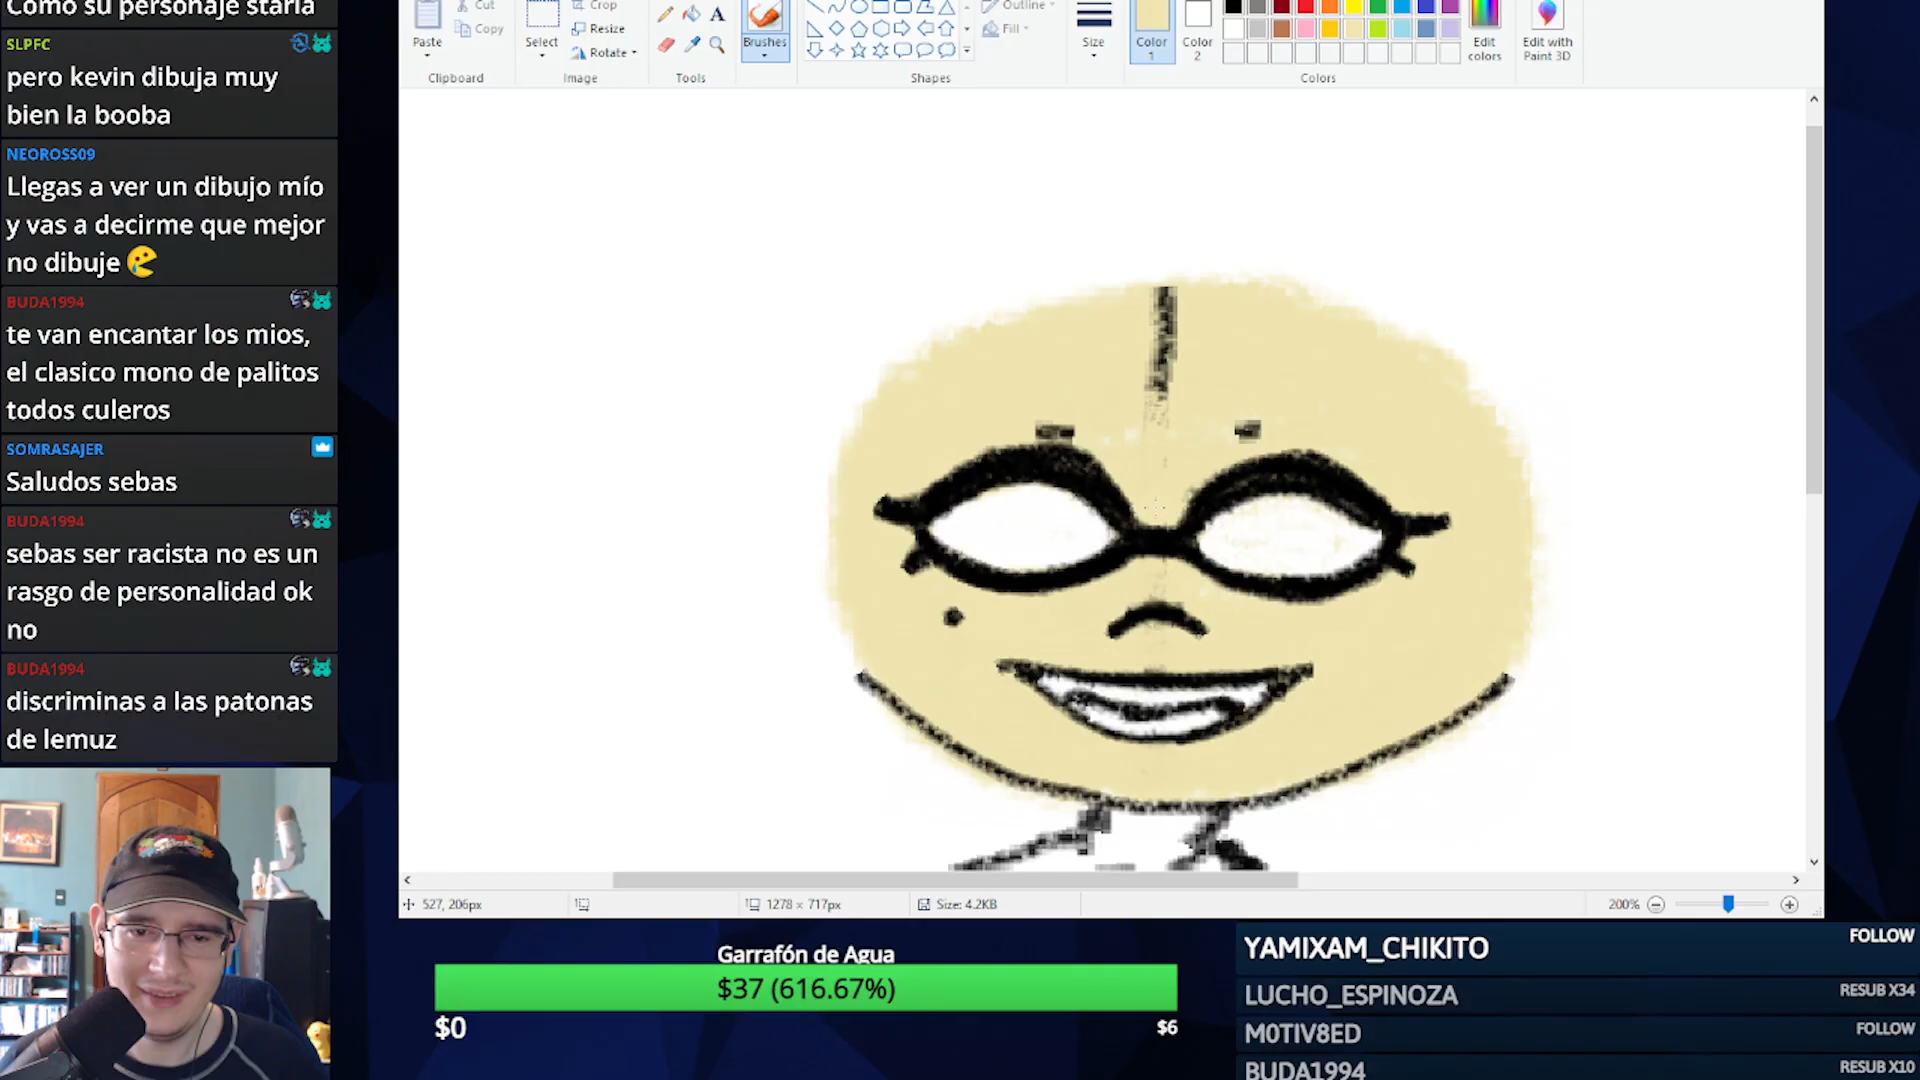 Como su personaje staria
SLPFC
pero kevin dibuja muy
bien la booba
NEOROSS09
Llegas a ver un dibujo mío
y vas a decirme que mejor
no dibuje
BUDA1994
te van encantar los mios,
el clasico mono de palitos
todos culeros
SOMRASAJER
Saludos sebas
BUDA1994
sebas ser racista no es un
rasgo de personalidad ok
no
BUDA1994
discriminas a las patonas
de lemuz
Paste
Cut
Copy
Clipboard
Select
Crop
Resize
Rotate
Image
Tools
Brushes
Shapes
Outline
Fill
Size
Color
1
Color
2
Edit
colors
Colors
Edit with
Paint 3D
527, 206px
1278 × 717px
Size: 4.2KB
200%
Garrafón de Agua
$37 (616.67%)
$0
$6
YAMIXAM_CHIKITO
FOLLOW
LUCHO_ESPINOZA
RESUB X34
M0TIV8ED
FOLLOW
BUDA1994
RESUB X10